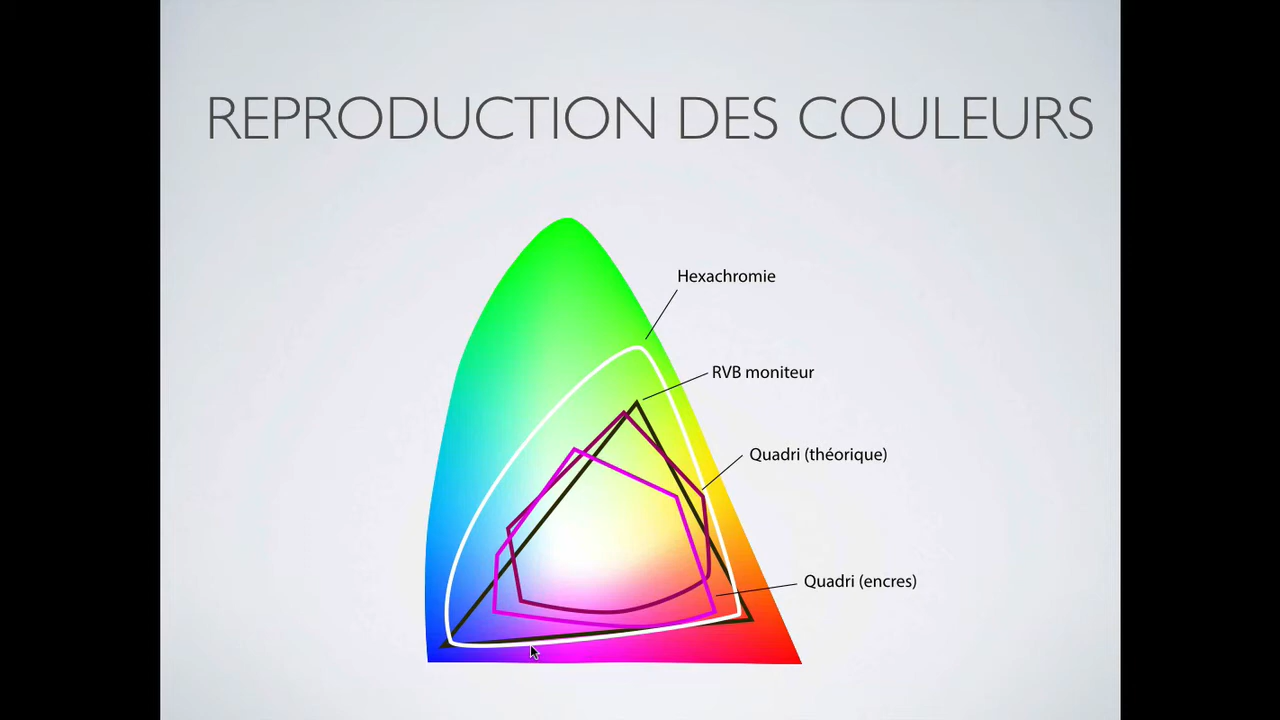 REPRODUCTION DES COULEURS
Hexachromie
RVB moniteur
Quadri (théorique)
Quadri (encres)